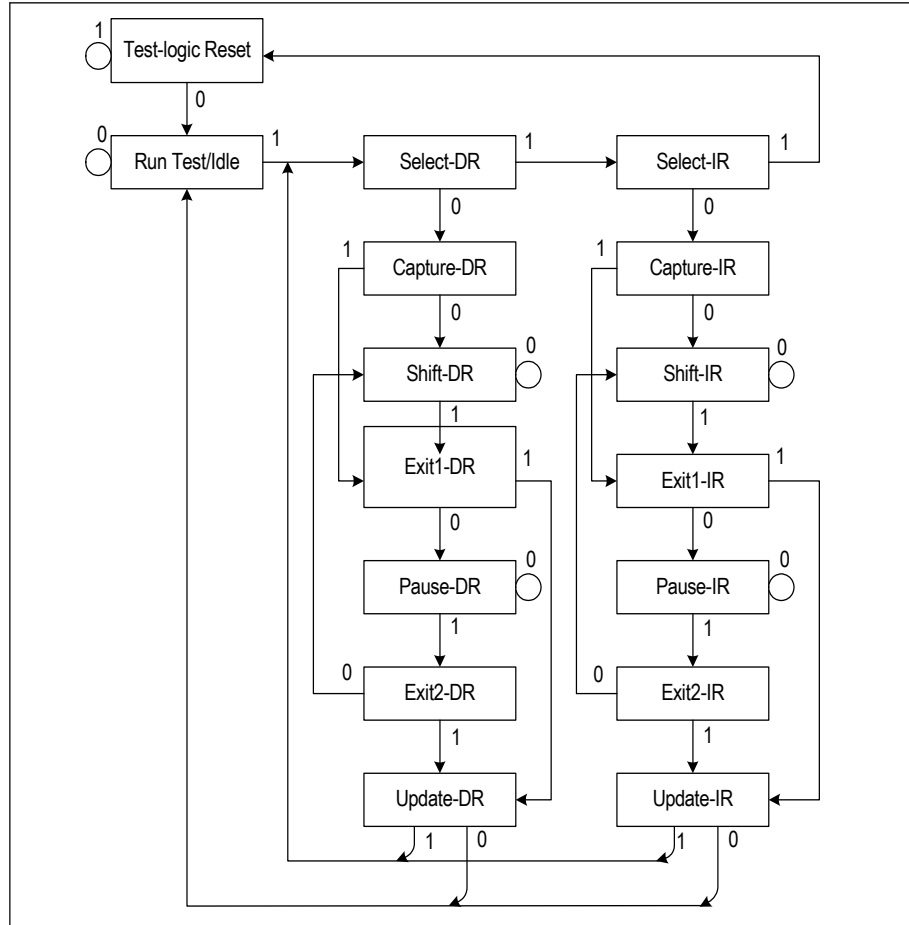 1
Test-logic Reset
0
0
Run Test/Idle
1
Select-DR
1
Select-IR
1
0
0
1
Capture-DR
1
Capture-IR
0
0
0
0
Shift-DR
Shift-IR
1
1
Exit1-DR
1
Exit1-IR
1
0
0
0
0
Pause-DR
Pause-IR
1
1
0
Exit2-DR
0
Exit2-IR
1
1
Update-DR
Update-IR
1
0
1
0